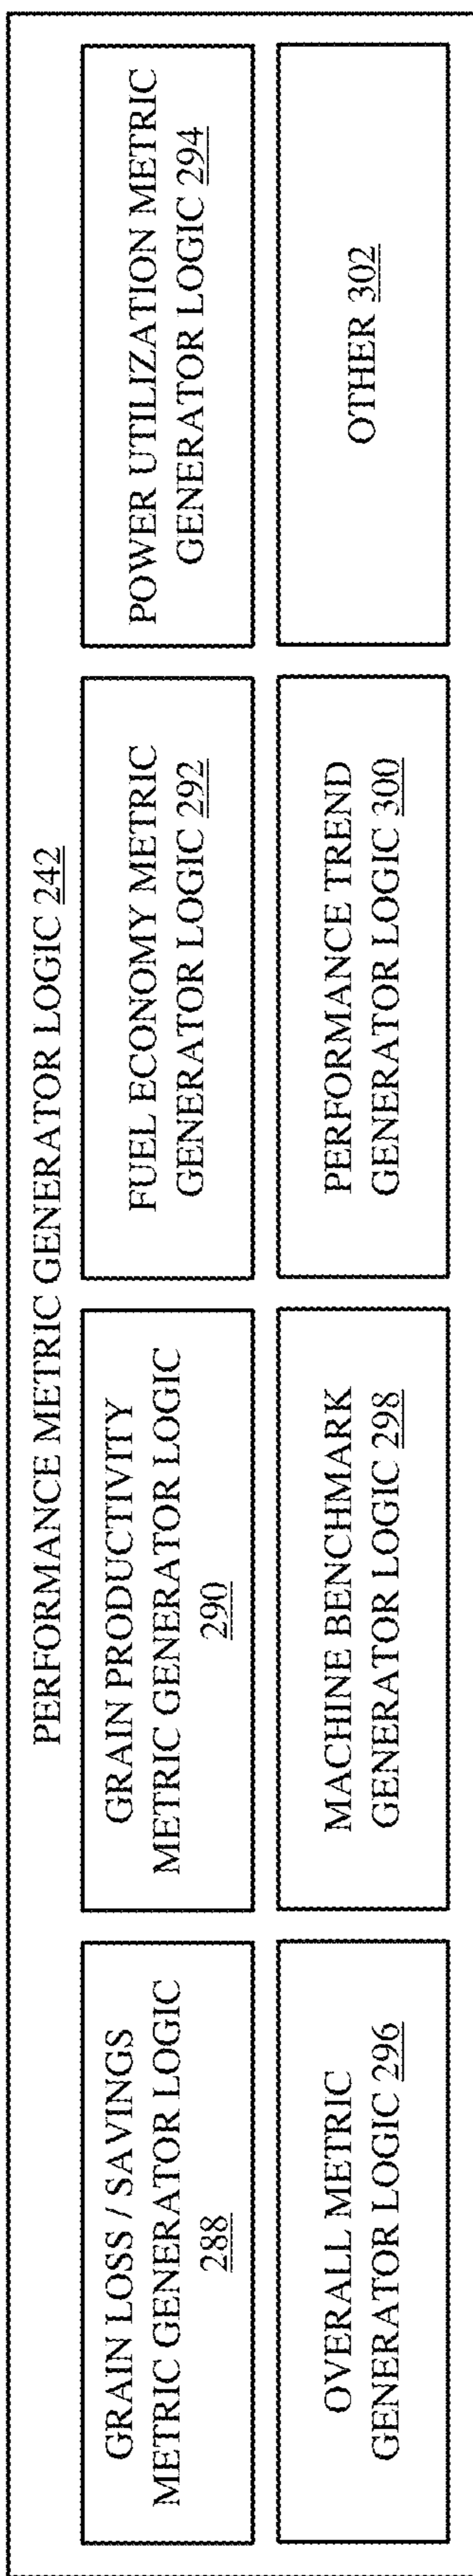 PERFORMANCE METRIC GENERATOR LOGIC 242
GRAIN LOSS / SAVINGS
METRIC GENERATOR LOGIC
288
GRAIN PRODUCTIVITY
METRIC GENERATOR LOGIC
290
FUEL ECONOMY METRIC
GENERATOR LOGIC 292
POWER UTILIZATION METRIC
GENERATOR LOGIC 294
OVERALL METRIC
GENERATOR LOGIC 296
MACHINE BENCHMARK
GENERATOR LOGIC 298
PERFORMANCE TREND
GENERATOR LOGIC 300
OTHER 302